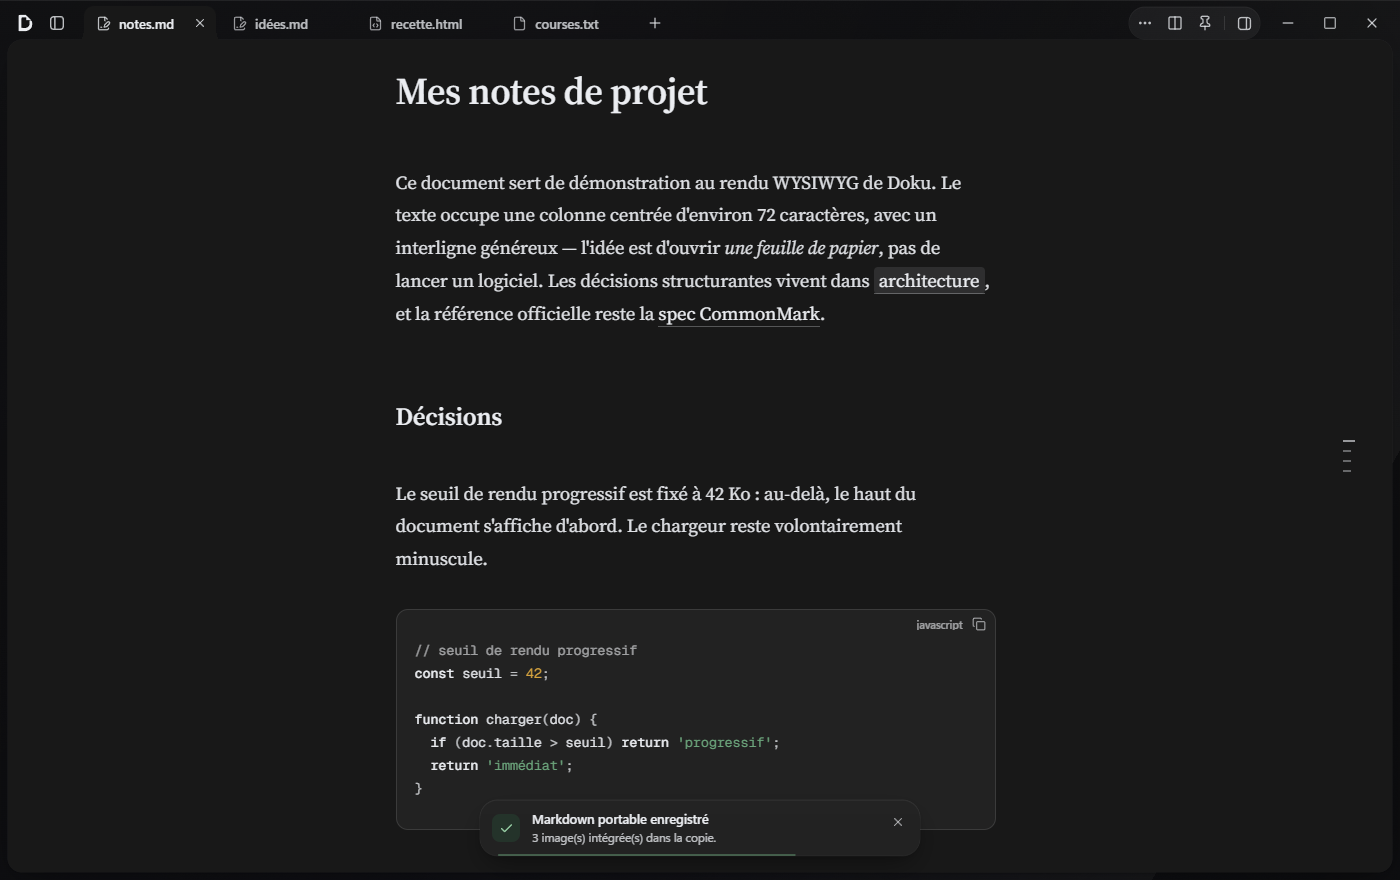 notes.md
idées.md
recette.html
courses.txt
Mes notes de projet
Ce document sert de démonstration au rendu WYSIWYG de Doku. Le
texte occupe une colonne centrée d'environ 72 caractères, avec un
interligne généreux — l'idée est d'ouvrir une feuille de papier, pas de
lancer un logiciel. Les décisions structurantes vivent dans architecture ,
et la référence officielle reste la spec CommonMark.
Décisions
Le seuil de rendu progressif est fixé à 42 Ko : au-delà, le haut du
document s'affiche d'abord. Le chargeur reste volontairement
minuscule.
javascript
// seuil de rendu progressif
const seuil = 42;
function charger(doc) {
  if (doc.taille > seuil) return 'progressif';
  return 'immédiat';
}
Markdown portable enregistré
3 image(s) intégrée(s) dans la copie.